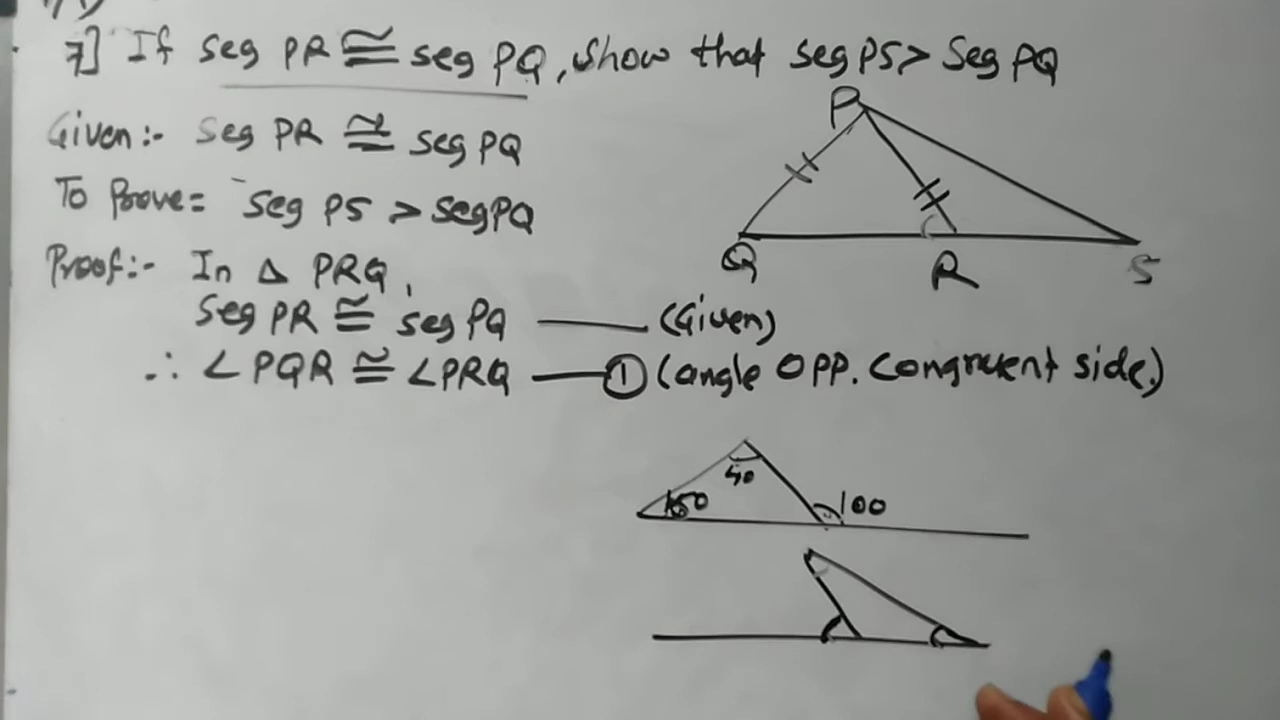 7] If seg PR ≅ seg PQ, show that seg PS > Seg PQ
Given:- seg PR ≅ seg PQ
To Prove= seg PS > seg PQ
Proof:- In Δ PRQ,
seg PR ≅ seg PQ —— (Given)
∴ ∠PQR ≅ ∠PRQ —— ① (angle opp. congruent side.)
P
Q R S
40
100